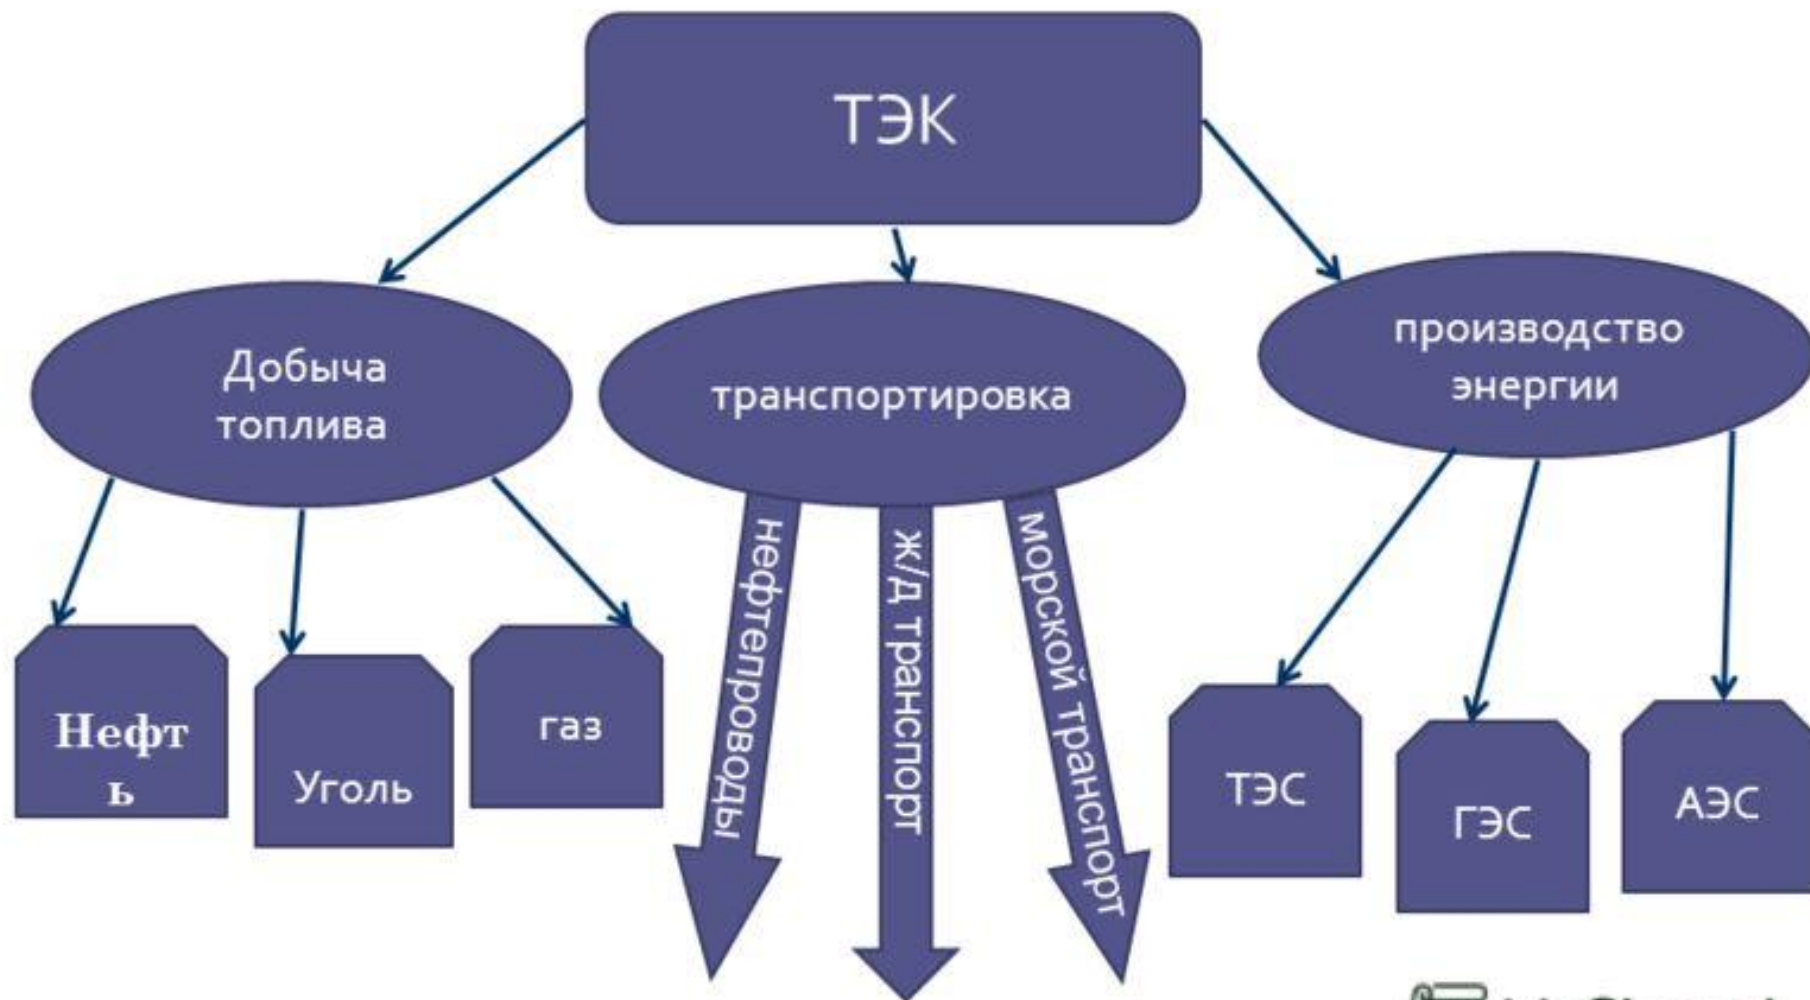 ТЭК
Добыча
топлива
транспортировка
производство
энергии
Нефт
ь
Уголь
газ
нефтепроводы
ж/д транспорт
морской транспорт
ТЭС
ГЭС
АЭС